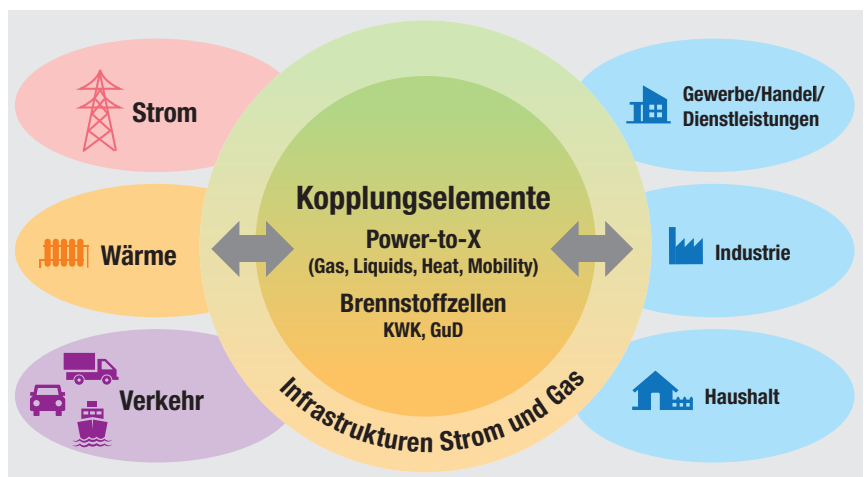 Strom
Wärme
Verkehr
Kopplungselemente
Power-to-X
(Gas, Liquids, Heat, Mobility)
Brennstoffzellen
KWK, GuD
Infrastrukturen Strom und Gas
Gewerbe/Handel/
Dienstleistungen
Industrie
Haushalt